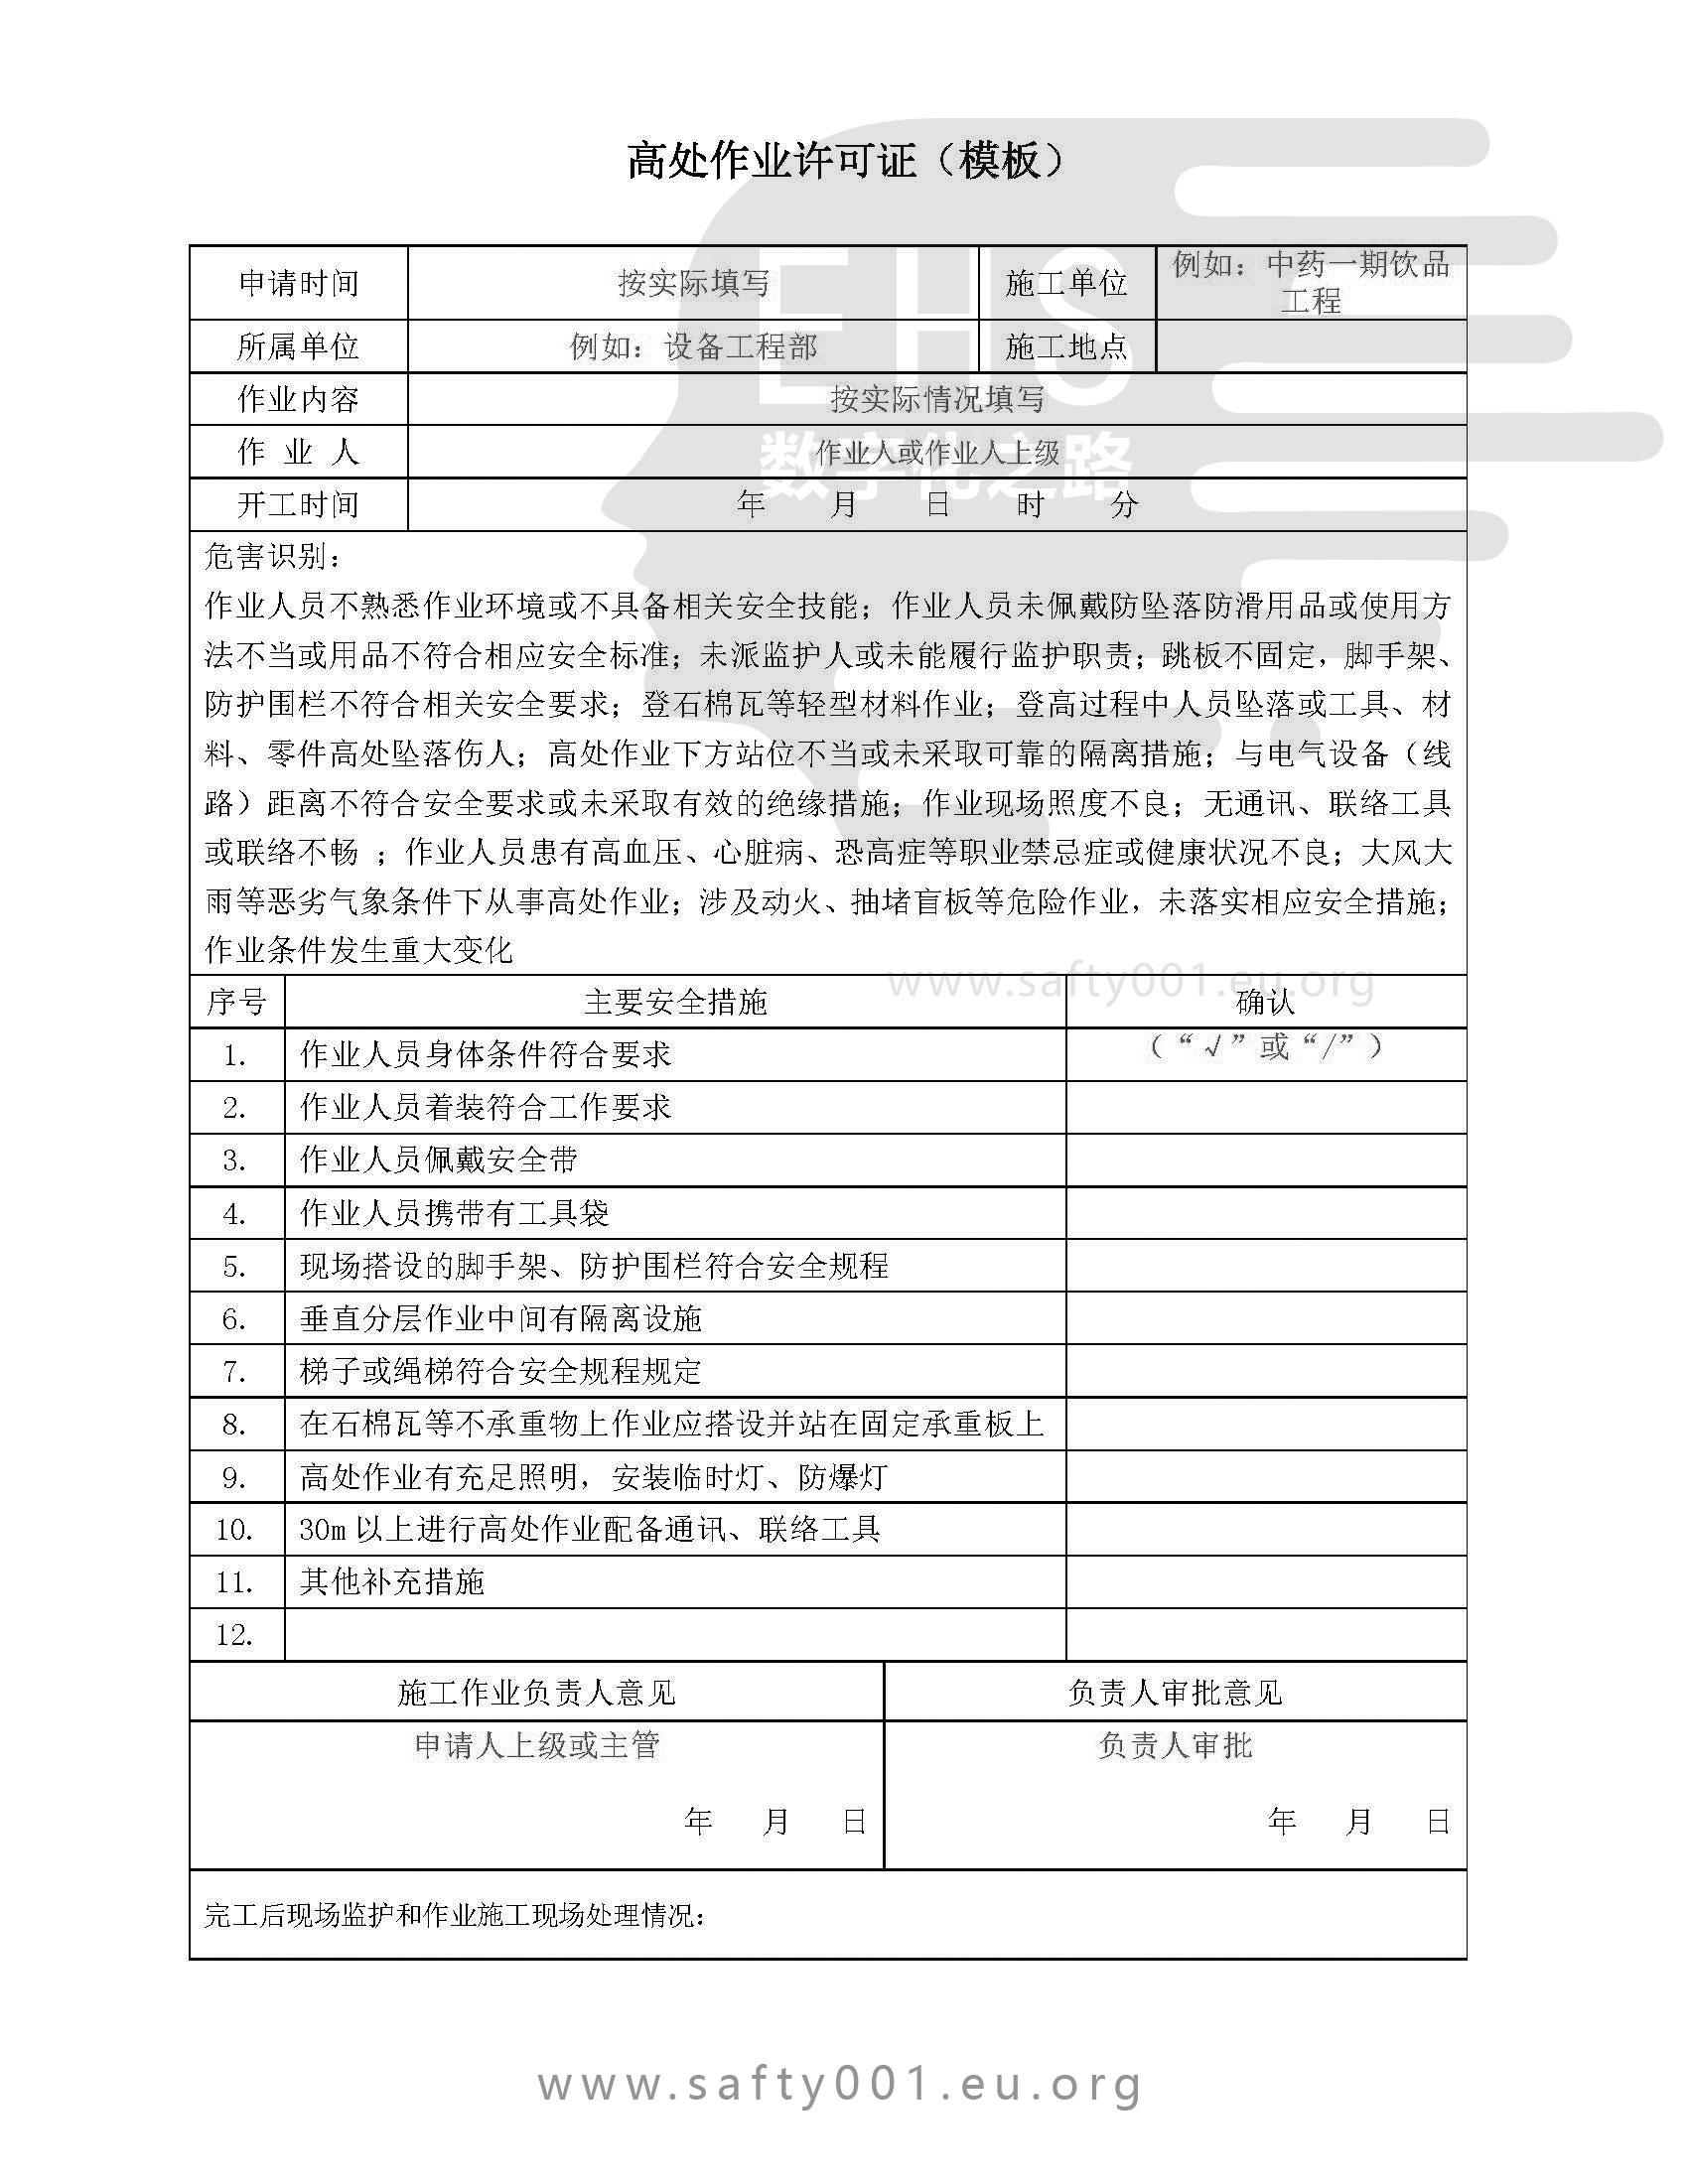 高处作业许可证（模板）
申请时间 按实际填写 施工单位 例如：中药一期饮品
工程
所属单位 例如：设备工程部 施工地点
作业内容 按实际情况填写
作 业 人 作业人或作业人上级
开工时间 年 月 日 时 分
EHS
数字化之路
危害识别：
作业人员不熟悉作业环境或不具备相关安全技能；作业人员未佩戴防坠落防滑用品或使用方
法不当或用品不符合相应安全标准；未派监护人或未能履行监护职责；跳板不固定，脚手架、
防护围栏不符合相关安全要求；登石棉瓦等轻型材料作业；登高过程中人员坠落或工具、材
料、零件高处坠落伤人；高处作业下方站位不当或未采取可靠的隔离措施；与电气设备（线
路）距离不符合安全要求或未采取有效的绝缘措施；作业现场照度不良；无通讯、联络工具
或联络不畅 ；作业人员患有高血压、心脏病、恐高症等职业禁忌症或健康状况不良；大风大
雨等恶劣气象条件下从事高处作业；涉及动火、抽堵盲板等危险作业，未落实相应安全措施；
作业条件发生重大变化
www.safty001.eu.org
序号 主要安全措施 确认
1. 作业人员身体条件符合要求 （“√”或“/”）
2. 作业人员着装符合工作要求
3. 作业人员佩戴安全带
4. 作业人员携带有工具袋
5. 现场搭设的脚手架、防护围栏符合安全规程
6. 垂直分层作业中间有隔离设施
7. 梯子或绳梯符合安全规程规定
8. 在石棉瓦等不承重物上作业应搭设并站在固定承重板上
9. 高处作业有充足照明，安装临时灯、防爆灯
10. 30m 以上进行高处作业配备通讯、联络工具
11. 其他补充措施
12.
施工作业负责人意见 负责人审批意见
申请人上级或主管 负责人审批
年 月 日 年 月 日
完工后现场监护和作业施工现场处理情况：
www.safty001.eu.org